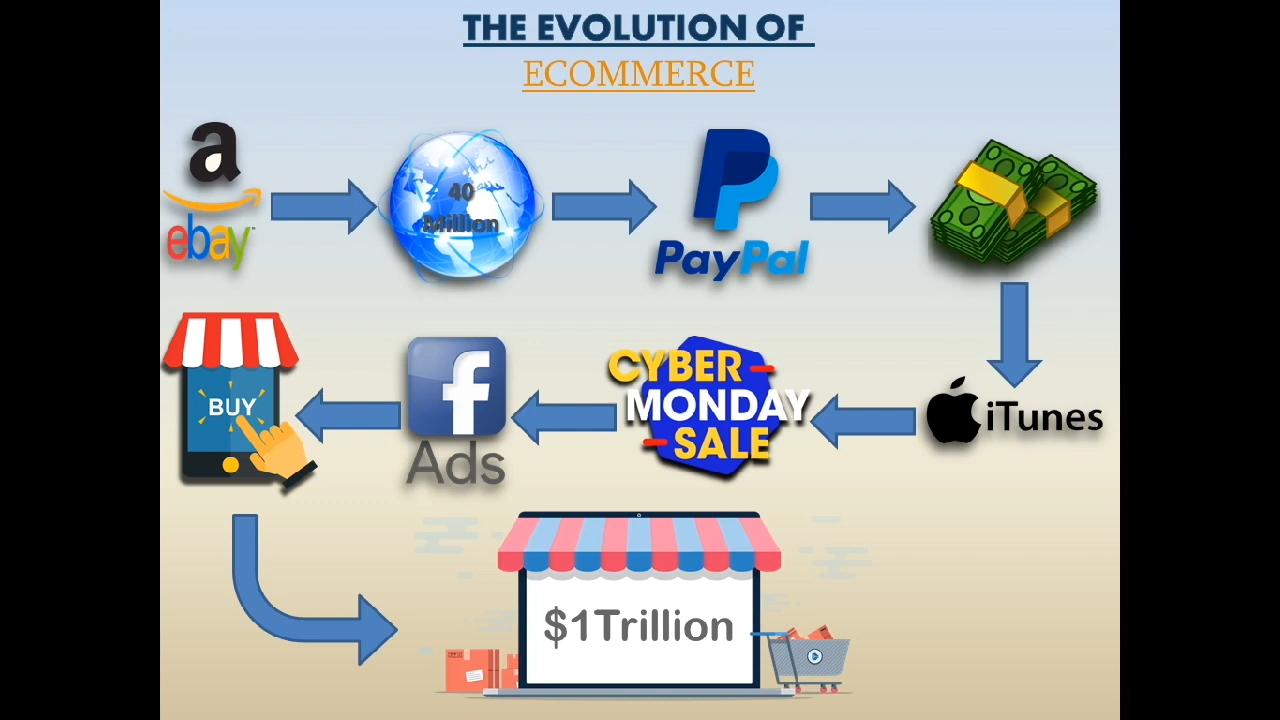 THE EVOLUTION OF
ECOMMERCE
a
ebay
40
Million
PayPal
iTunes
CYBER
MONDAY
SALE
f
Ads
BUY
$1Trillion